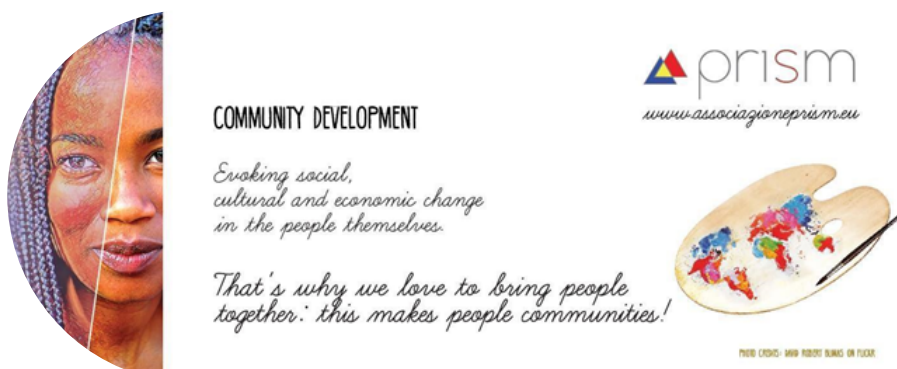 prism
www.associazioneprism.eu
COMMUNITY DEVELOPMENT
Evoking social,
cultural and economic change
in the people themselves.
That's why we love to bring people
together: this makes people communities!
PHOTO CREDITS: DAVID ROBERT BLIWAS ON FLICKR